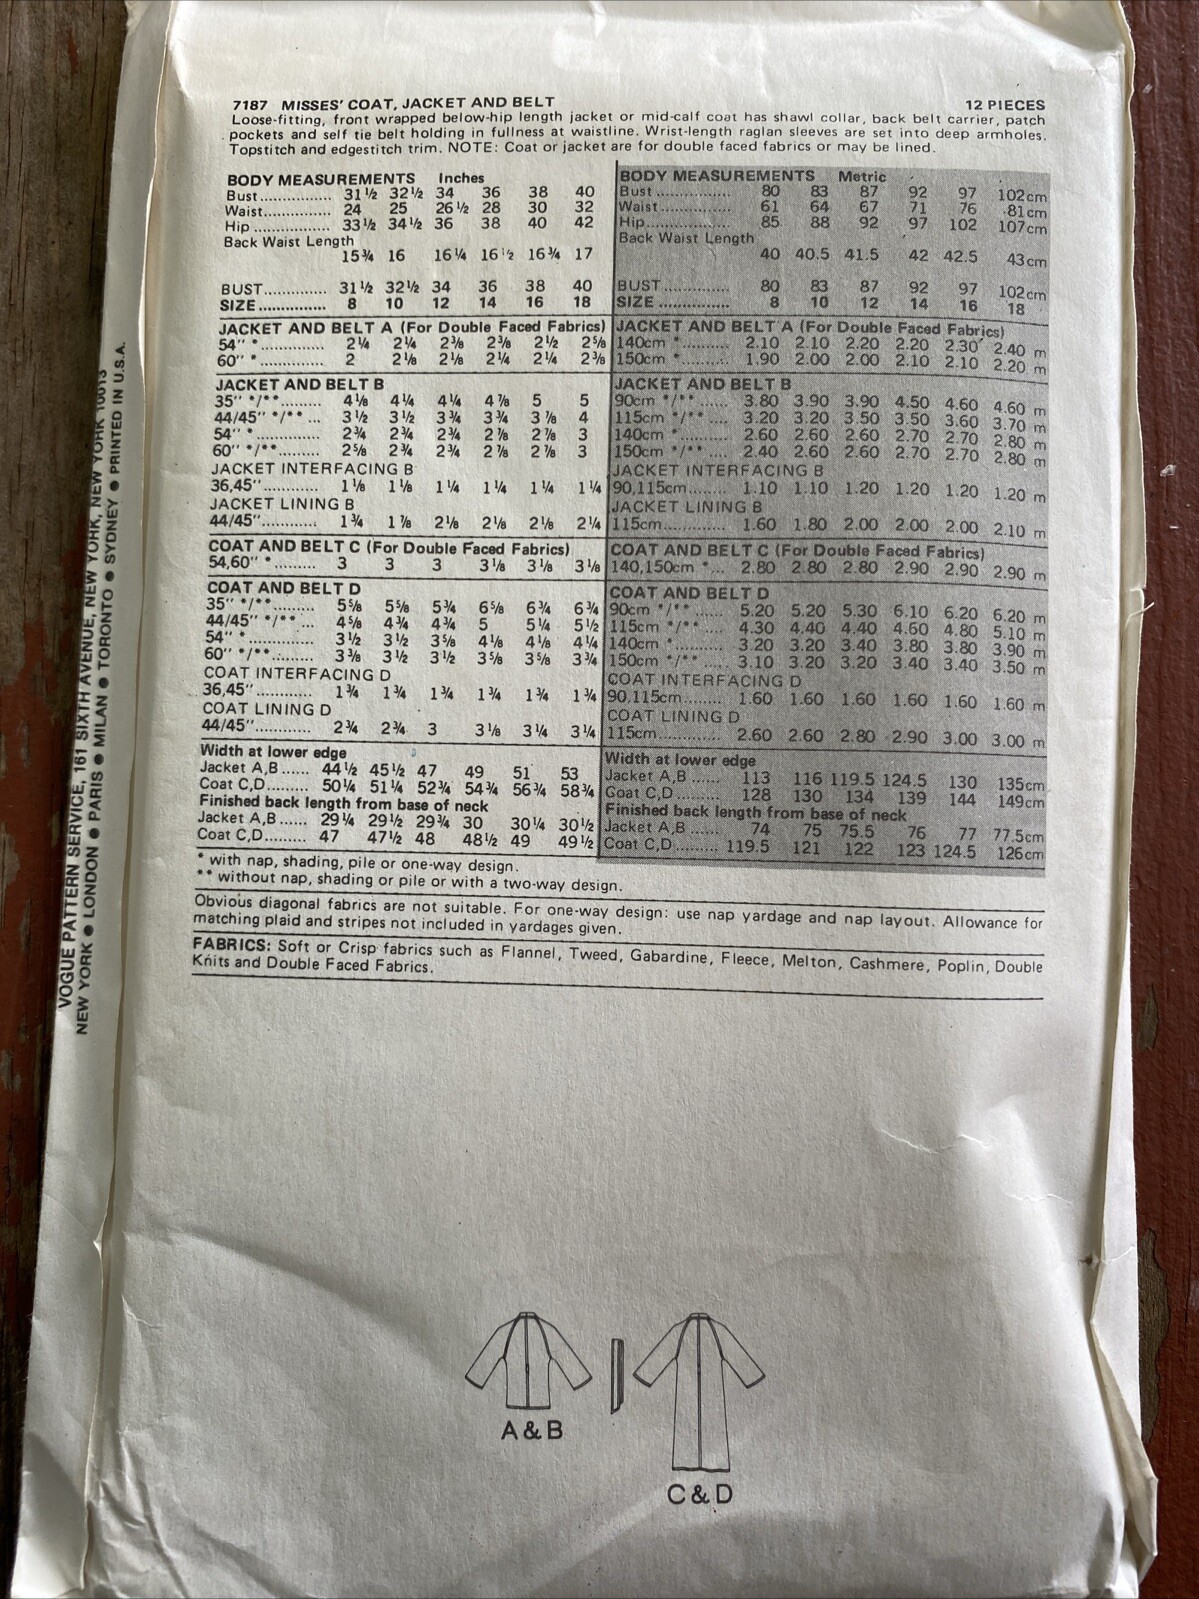 7187 MISSES' COAT, JACKET AND BELT 12 PIECES
Loose-fitting, front wrapped below-hip length jacket or mid-calf coat has shawl collar, back belt carrier, patch
pockets and self tie belt holding in fullness at waistline. Wrist-length raglan sleeves are set into deep armholes.
Topstitch and edgestitch trim. NOTE: Coat or jacket are for double faced fabrics or may be lined.
BODY MEASUREMENTS Inches
Bust............... 31½ 32½ 34 36 38 40
Waist.............. 24 25 26½ 28 30 32
Hip ................ 33½ 34½ 36 38 40 42
Back Waist Length
15¾ 16 16¼ 16½ 16¾ 17
BUST.............. 31½ 32½ 34 36 38 40
SIZE ............... 8 10 12 14 16 18
JACKET AND BELT A (For Double Faced Fabrics)
54" * .............. 2¼ 2¼ 2⅜ 2⅜ 2½ 2⅝
60" * .............. 2 2⅛ 2⅛ 2¼ 2¼ 2⅜
JACKET AND BELT B
35" */** ......... 4⅛ 4¼ 4¼ 4⅞ 5 5
44/45" */** ... 3½ 3½ 3¾ 3¾ 3⅞ 4
54" * .............. 2¾ 2¾ 2¾ 2⅞ 2⅞ 3
60" */** ......... 2⅝ 2¾ 2¾ 2⅞ 2⅞ 3
JACKET INTERFACING B
36,45"............ 1⅛ 1⅛ 1¼ 1¼ 1¼ 1¼
JACKET LINING B
44/45"............ 1¾ 1⅞ 2⅛ 2⅛ 2⅛ 2¼
COAT AND BELT C (For Double Faced Fabrics)
54,60" * ......... 3 3 3 3⅛ 3⅛ 3⅛
COAT AND BELT D
35" */** ......... 5⅝ 5⅝ 5¾ 6⅝ 6¾ 6¾
44/45" */** ... 4⅝ 4¾ 4¾ 5 5¼ 5½
54" * .............. 3½ 3½ 3⅝ 4⅛ 4⅛ 4¼
60" */** ......... 3⅜ 3½ 3½ 3⅝ 3⅝ 3¾
COAT INTERFACING D
36,45"............ 1¾ 1¾ 1¾ 1¾ 1¾ 1¾
COAT LINING D
44/45"............ 2¾ 2¾ 3 3⅛ 3¼ 3¼
Width at lower edge
Jacket A,B ...... 44½ 45½ 47 49 51 53
Coat C,D......... 50¼ 51¼ 52¾ 54¾ 56¾ 58¾
Finished back length from base of neck
Jacket A,B ...... 29¼ 29½ 29¾ 30 30¼ 30½
Coat C,D ......... 47 47½ 48 48½ 49 49½
BODY MEASUREMENTS Metric
Bust ................ 80 83 87 92 97 102cm
Waist............... 61 64 67 71 76 81cm
Hip.................. 85 88 92 97 102 107cm
Back Waist Length
40 40.5 41.5 42 42.5 43cm
BUST .............. 80 83 87 92 97 102cm
SIZE ............... 8 10 12 14 16 18
JACKET AND BELT A (For Double Faced Fabrics)
140cm * ......... 2.10 2.10 2.20 2.20 2.30 2.40 m
150cm * ......... 1.90 2.00 2.00 2.10 2.10 2.20 m
JACKET AND BELT B
90cm */** ...... 3.80 3.90 3.90 4.50 4.60 4.60 m
115cm */** .... 3.20 3.20 3.50 3.50 3.60 3.70 m
140cm * ......... 2.60 2.60 2.60 2.70 2.70 2.80 m
150cm */** .... 2.40 2.60 2.60 2.70 2.70 2.80 m
JACKET INTERFACING B
90,115cm........ 1.10 1.10 1.20 1.20 1.20 1.20 m
JACKET LINING B
115cm............. 1.60 1.80 2.00 2.00 2.00 2.10 m
COAT AND BELT C (For Double Faced Fabrics)
140,150cm * ... 2.80 2.80 2.80 2.90 2.90 2.90 m
COAT AND BELT D
90cm */** ...... 5.20 5.20 5.30 6.10 6.20 6.20 m
115cm */** .... 4.30 4.40 4.40 4.60 4.80 5.10 m
140cm * ......... 3.20 3.20 3.40 3.80 3.80 3.90 m
150cm */** .... 3.10 3.20 3.20 3.40 3.40 3.50 m
COAT INTERFACING D
90,115cm........ 1.60 1.60 1.60 1.60 1.60 1.60 m
COAT LINING D
115cm............. 2.60 2.60 2.80 2.90 3.00 3.00 m
Width at lower edge
Jacket A,B ...... 113 116 119.5 124.5 130 135cm
Coat C,D ......... 128 130 134 139 144 149cm
Finished back length from base of neck
Jacket A,B ...... 74 75 75.5 76 77 77.5cm
Coat C,D ......... 119.5 121 122 123 124.5 126cm
* with nap, shading, pile or one-way design.
** without nap, shading or pile or with a two-way design.
Obvious diagonal fabrics are not suitable. For one-way design: use nap yardage and nap layout. Allowance for
matching plaid and stripes not included in yardages given.
FABRICS: Soft or Crisp fabrics such as Flannel, Tweed, Gabardine, Fleece, Melton, Cashmere, Poplin, Double
Knits and Double Faced Fabrics.
A & B
C & D
VOGUE PATTERN SERVICE, 161 SIXTH AVENUE, NEW YORK, NEW YORK 10013
NEW YORK ● LONDON ● PARIS ● MILAN ● TORONTO ● SYDNEY ● PRINTED IN U.S.A.